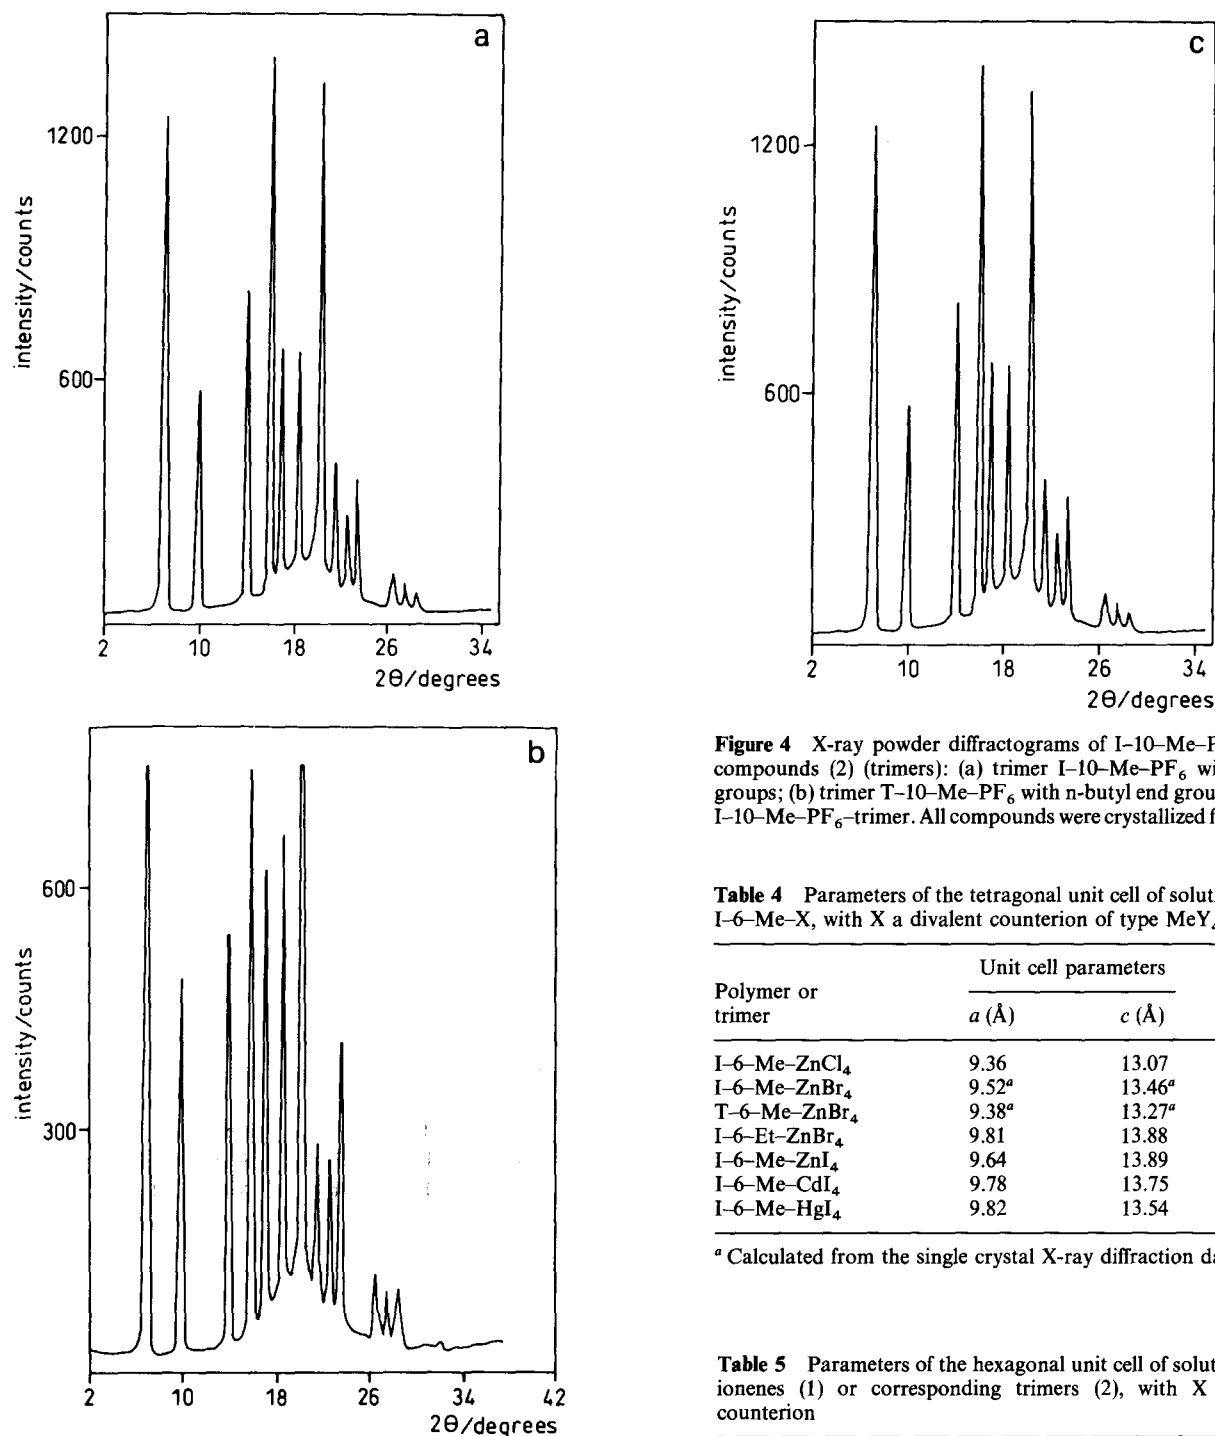 a
1200
600
intensity/counts
2 10 18 26 34
2θ/degrees
b
600
300
intensity/counts
2 10 18 26 34 42
2θ/degrees
c
1200
600
intensity/counts
2 10 18 26 34
2θ/degrees
Figure 4 X-ray powder diffractograms of I–10–Me–P
compounds (2) (trimers): (a) trimer I–10–Me–PF₆ wi
groups; (b) trimer T–10–Me–PF₆ with n-butyl end grou
I–10–Me–PF₆–trimer. All compounds were crystallized f
Table 4 Parameters of the tetragonal unit cell of solut
I–6–Me–X, with X a divalent counterion of type MeY₄
Unit cell parameters
Polymer or
trimer a (Å) c (Å)
I–6–Me–ZnCl₄ 9.36 13.07
I–6–Me–ZnBr₄ 9.52ᵃ 13.46ᵃ
T–6–Me–ZnBr₄ 9.38ᵃ 13.27ᵃ
I–6–Et–ZnBr₄ 9.81 13.88
I–6–Me–ZnI₄ 9.64 13.89
I–6–Me–CdI₄ 9.78 13.75
I–6–Me–HgI₄ 9.82 13.54
ᵃ Calculated from the single crystal X-ray diffraction da
Table 5 Parameters of the hexagonal unit cell of solut
ionenes (1) or corresponding trimers (2), with X
counterion